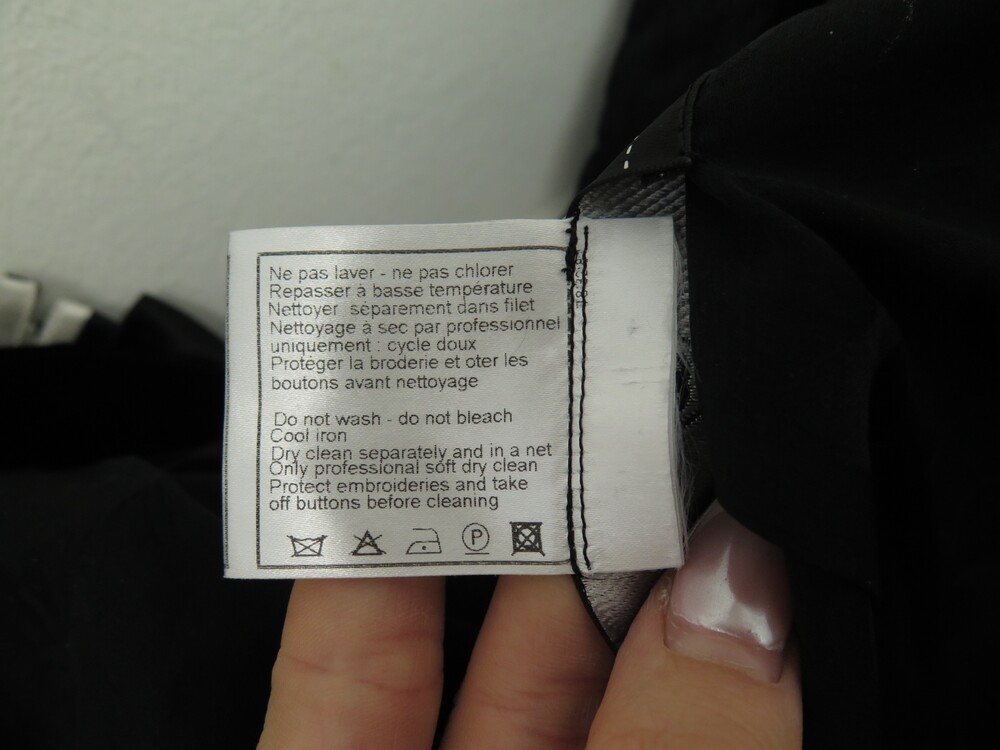 Ne pas laver - ne pas chlorer
Repasser à basse température
Nettoyer séparement dans filet
Nettoyage à sec par professionnel
uniquement : cycle doux
Protéger la broderie et oter les
boutons avant nettoyage
Do not wash - do not bleach
Cool iron
Dry clean separately and in a net
Only professional soft dry clean
Protect embroideries and take
off buttons before cleaning
P